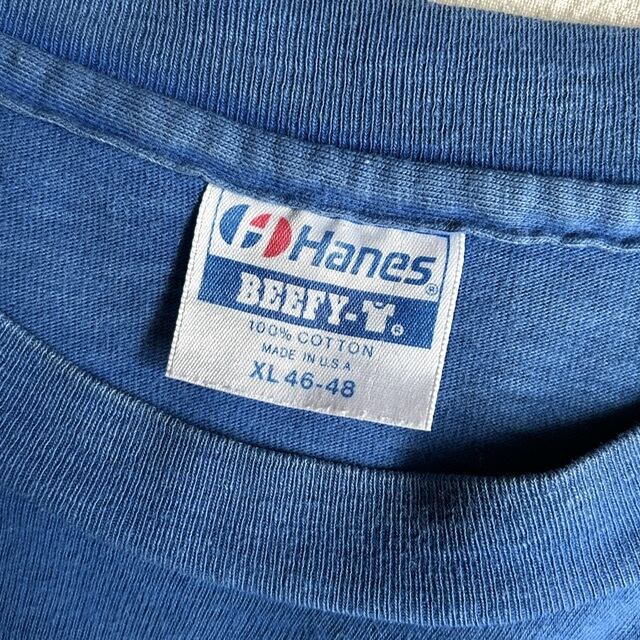 Hanes®
BEEFY-®
100% COTTON
MADE IN U.S.A
XL 46-48